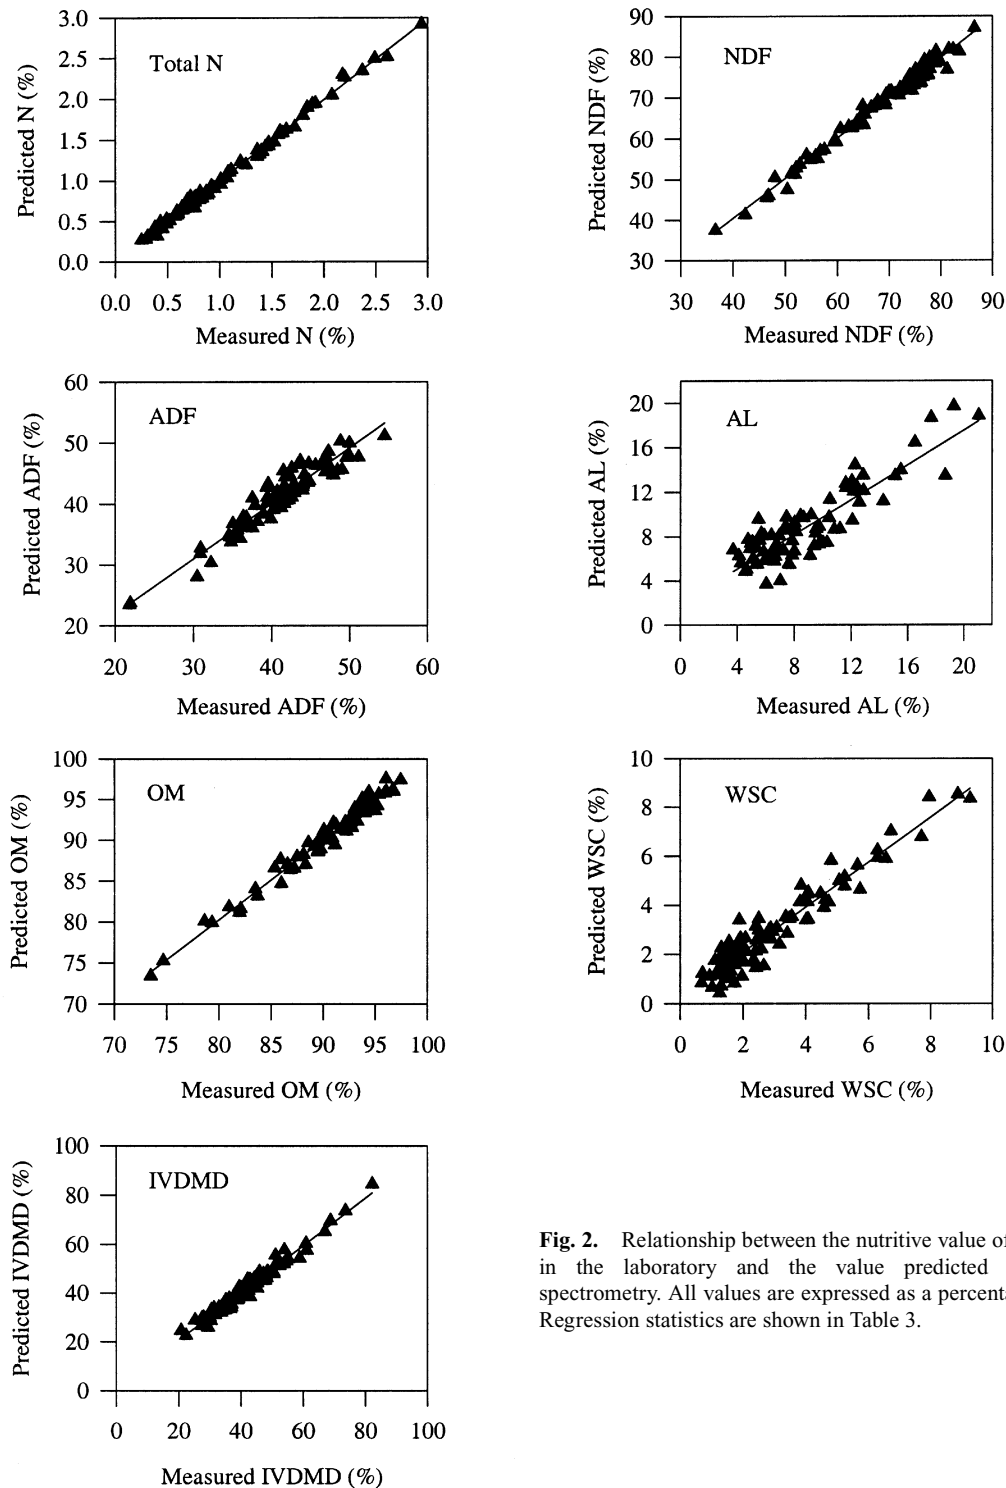 3.0
2.5
2.0
1.5
1.0
0.5
0.0
Predicted N (%)
Total N
0.0 0.5 1.0 1.5 2.0 2.5 3.0
Measured N (%)
90
80
70
60
50
40
30
Predicted NDF (%)
NDF
30 40 50 60 70 80 90
Measured NDF (%)
60
50
40
30
20
Predicted ADF (%)
ADF
20 30 40 50 60
Measured ADF (%)
20
16
12
8
4
0
Predicted AL (%)
AL
0 4 8 12 16 20
Measured AL (%)
100
95
90
85
80
75
70
Predicted OM (%)
OM
70 75 80 85 90 95 100
Measured OM (%)
10
8
6
4
2
0
Predicted WSC (%)
WSC
0 2 4 6 8 10
Measured WSC (%)
100
80
60
40
20
0
Predicted IVDMD (%)
IVDMD
0 20 40 60 80 100
Measured IVDMD (%)
Fig. 2. Relationship between the nutritive value of
in the laboratory and the value predicted
spectrometry. All values are expressed as a percenta
Regression statistics are shown in Table 3.